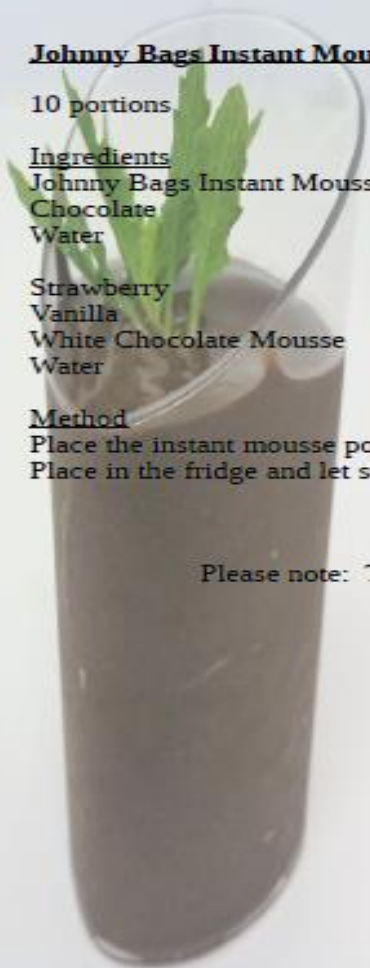 Johnny Bags Instant Mou
10 portions
Ingredients
Johnny Bags Instant Mouss
Chocolate
Water
Strawberry
Vanilla
White Chocolate Mousse
Water
Method
Place the instant mousse po
Place in the fridge and let s
Please note: T